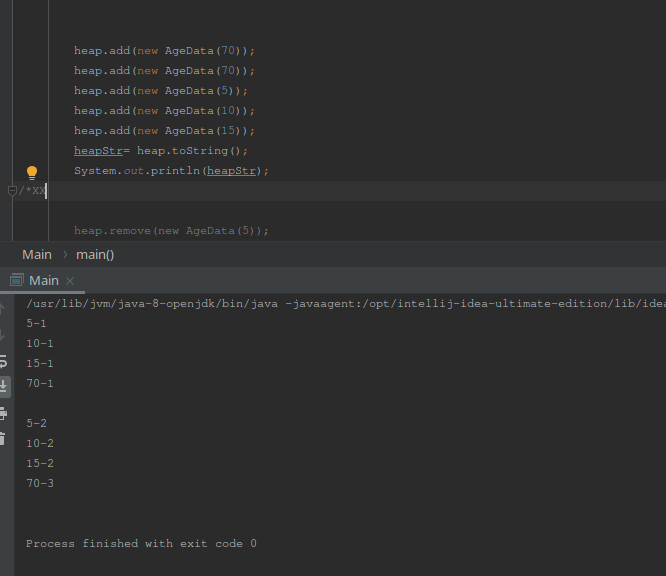 heap.add(new AgeData(70));
heap.add(new AgeData(70));
heap.add(new AgeData(5));
heap.add(new AgeData(10));
heap.add(new AgeData(15));
heapStr= heap.toString();
System.out.println(heapStr);
/*XX
heap.remove(new AgeData(5));
Main > main()
Main ×
/usr/lib/jvm/java-8-openjdk/bin/java -javaagent:/opt/intellij-idea-ultimate-edition/lib/idea
5-1
10-1
15-1
70-1
5-2
10-2
15-2
70-3
Process finished with exit code 0